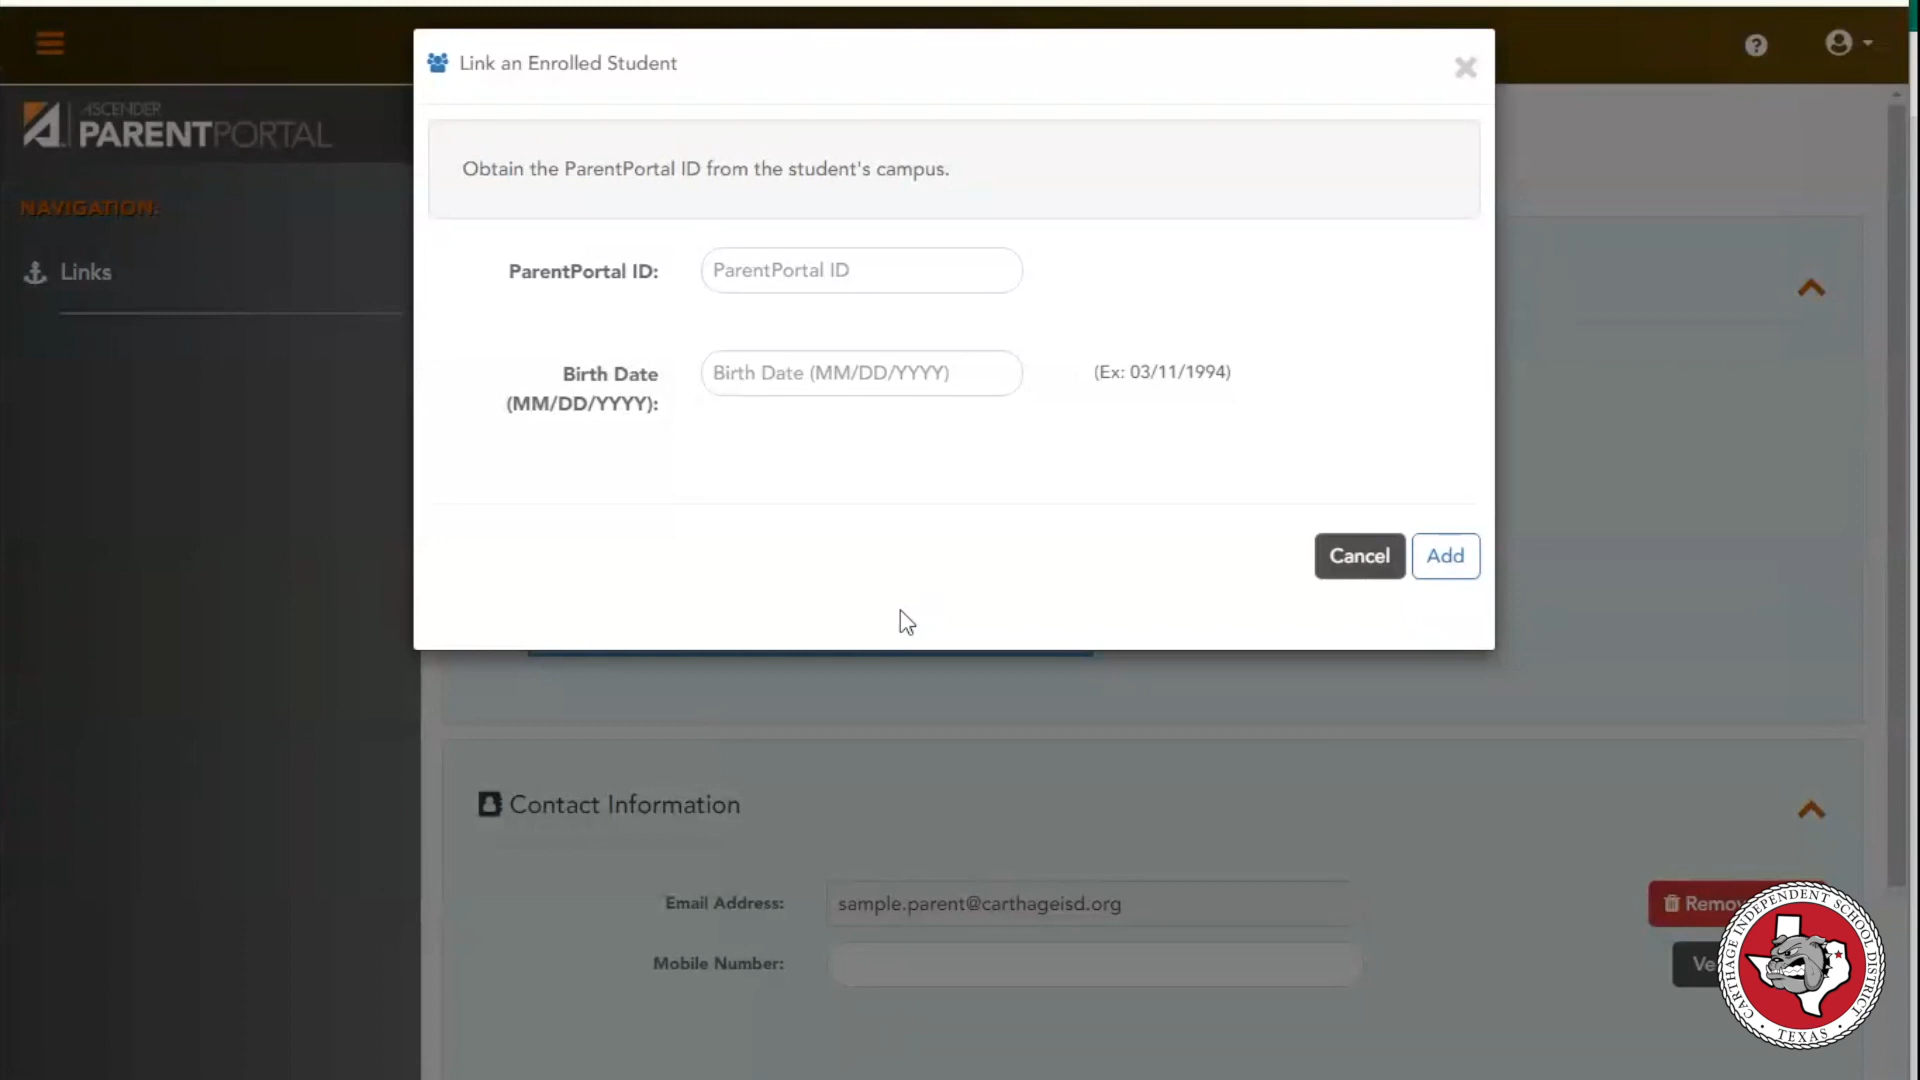 Link an Enrolled Student
ASCENDER
PARENTPORTAL
Obtain the ParentPortal ID from the student's campus.
NAVIGATION:
Links
ParentPortal ID:
ParentPortal ID
Birth Date
(MM/DD/YYYY):
Birth Date (MM/DD/YYYY)
(Ex: 03/11/1994)
Cancel
Add
Contact Information
Email Address:
sample.parent@carthageisd.org
Mobile Number:
CARTHAGE INDEPENDENT SCHOOL DISTRICT
TEXAS